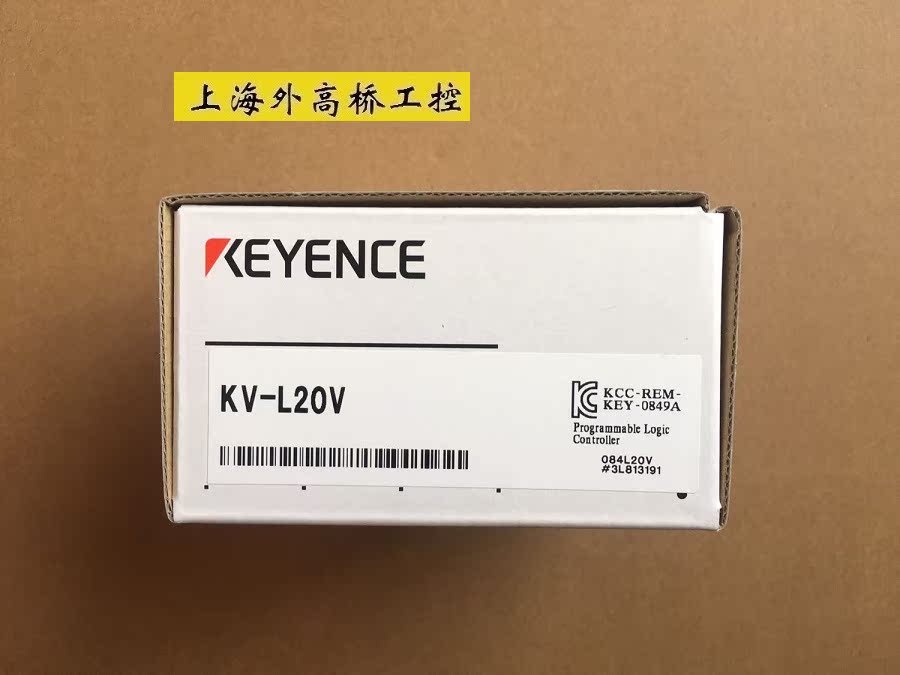 上海外高桥工控
KEYENCE
KV-L20V
KCC-REM-
KEY-0849A
Programmable Logic
Controller
084L20V
#3L813191